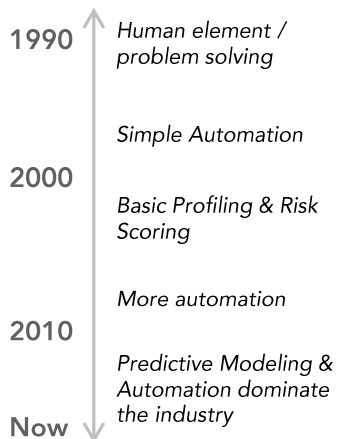 1990
Human element /
problem solving
Simple Automation
2000
Basic Profiling & Risk
Scoring
More automation
2010
Predictive Modeling &
Automation dominate
the industry
Now